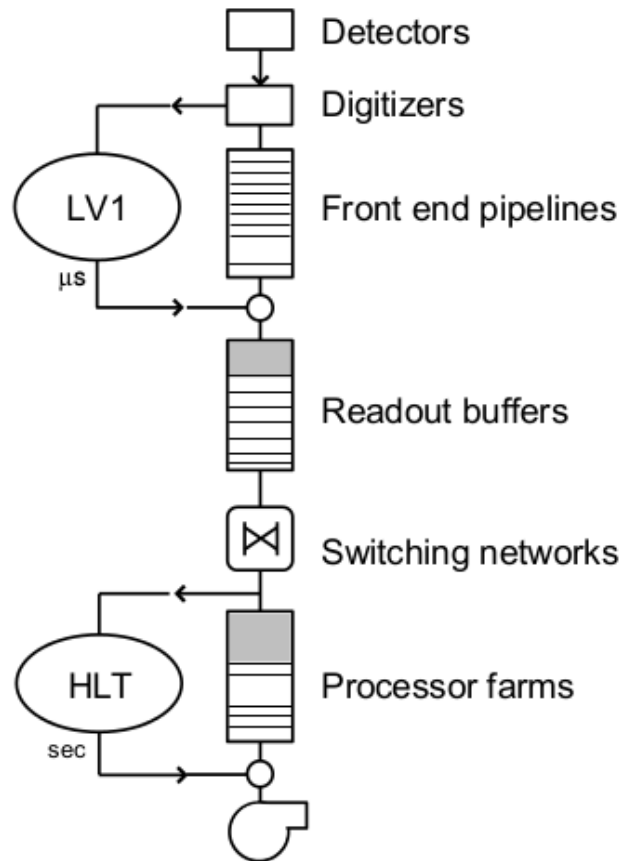 Detectors
Digitizers
LV1
Front end pipelines
μs
Readout buffers
Switching networks
HLT
Processor farms
sec